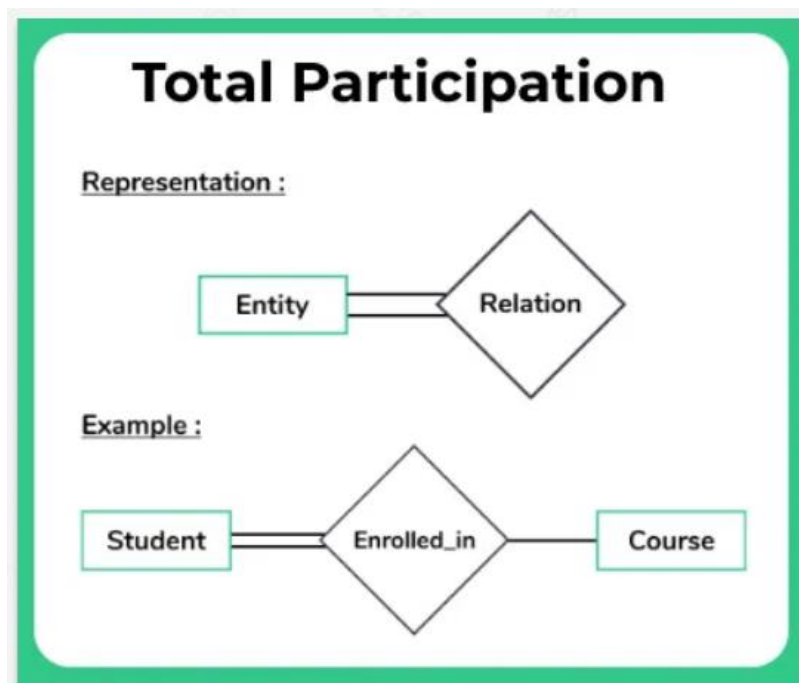 Total Participation
Representation :
Entity
Relation
Example :
Student
Enrolled_in
Course